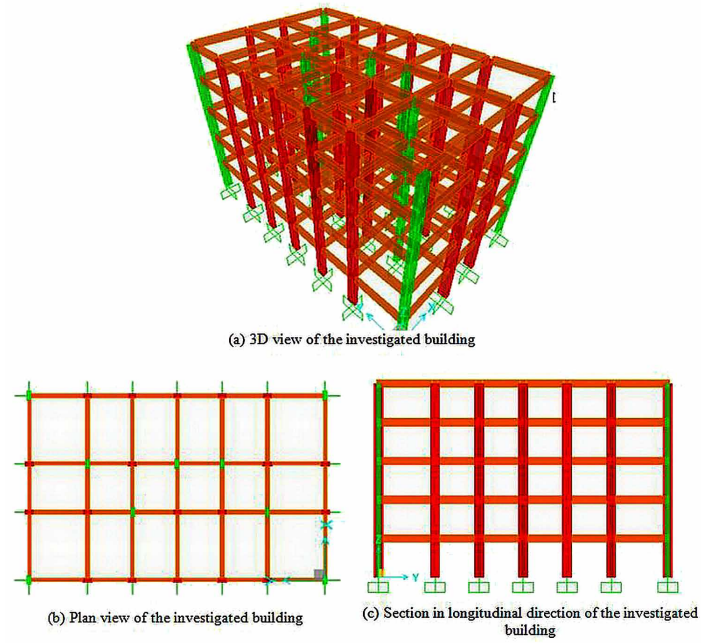 (a) 3D view of the investigated building
(b) Plan view of the investigated building
Z
Y
(c) Section in longitudinal direction of the investigated
building